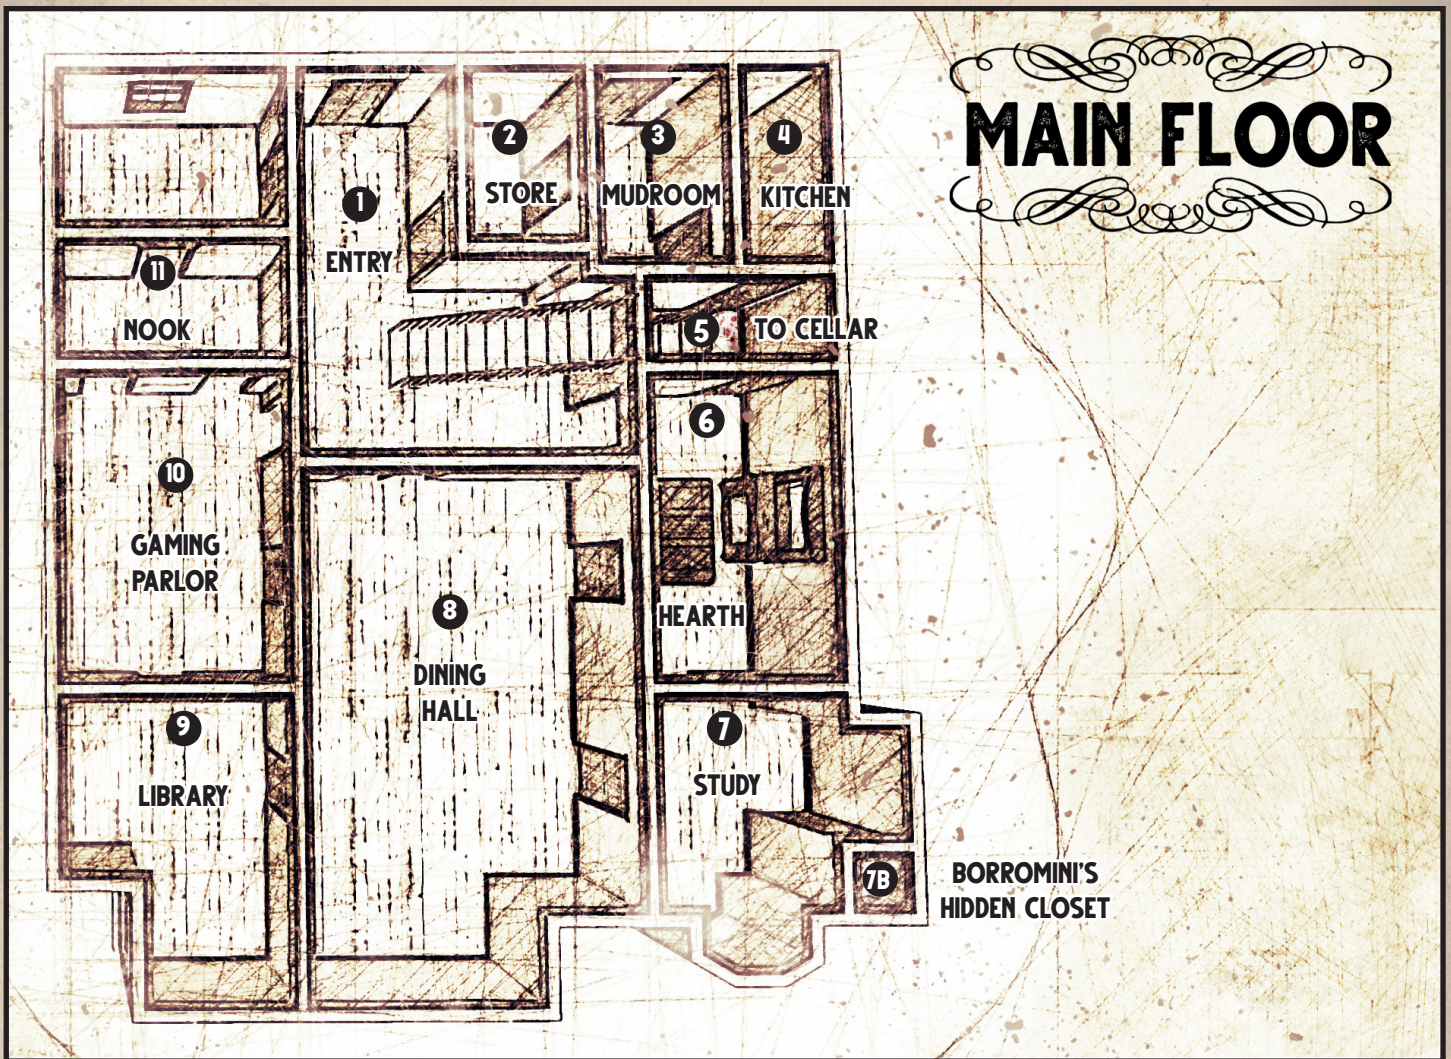 MAIN FLOOR
1
ENTRY
2
STORE
3
MUDROOM
4
KITCHEN
5
TO CELLAR
6
HEARTH
7
STUDY
7B
BORROMINI'S
HIDDEN CLOSET
8
DINING
HALL
9
LIBRARY
10
GAMING
PARLOR
11
NOOK